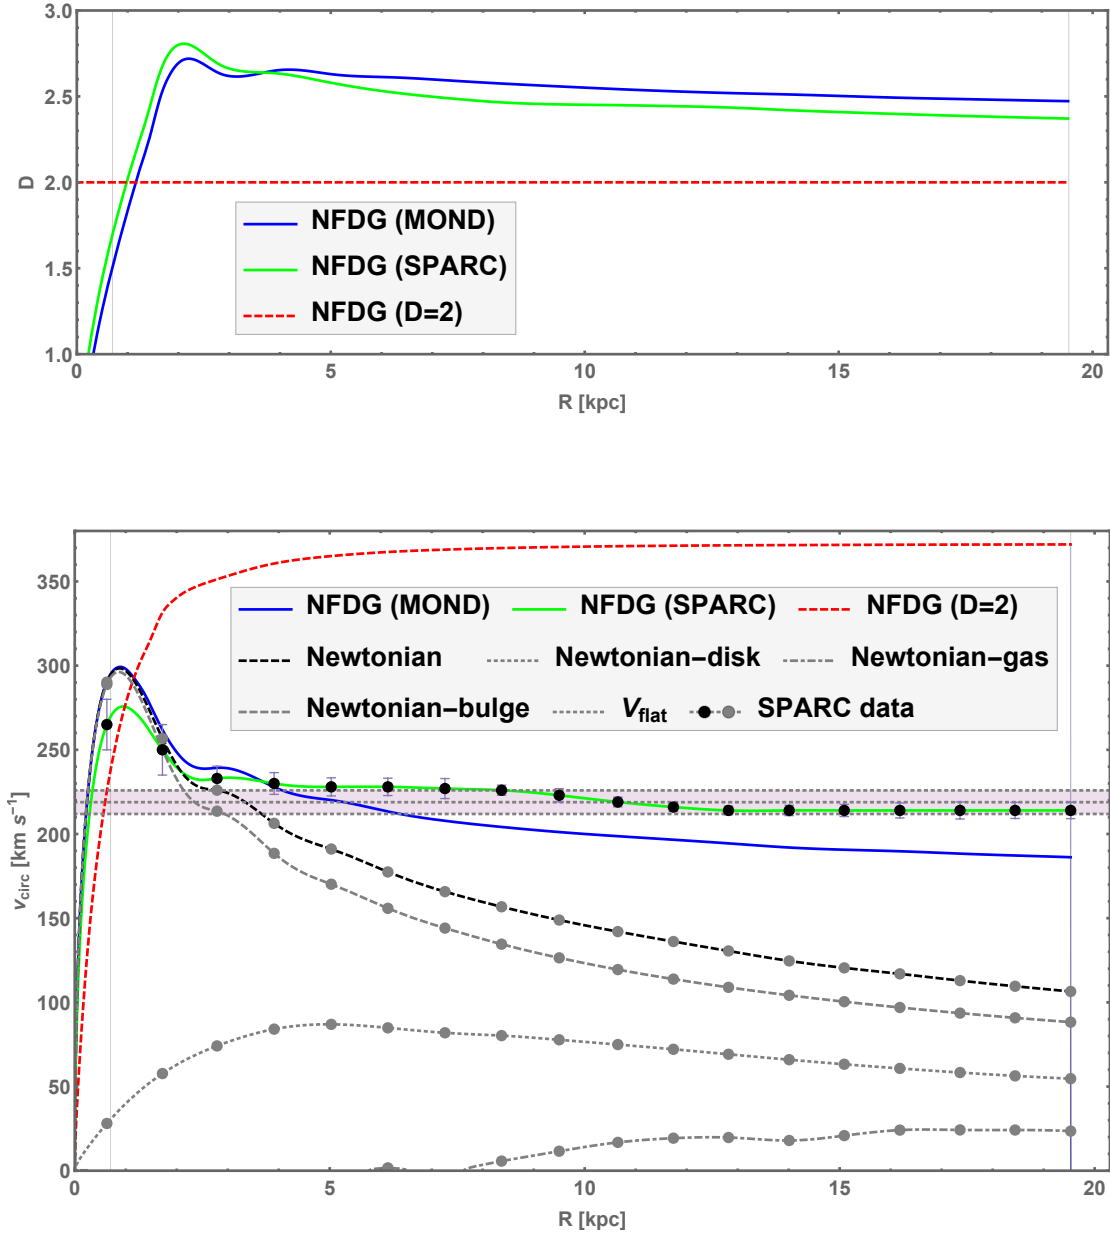 3.0
2.5
2.0
1.5
1.0
D
NFDG (MOND)
NFDG (SPARC)
NFDG (D=2)
0 5 10 15 20
R [kpc]
350
300
250
200
150
100
50
0
v_circ [km s⁻¹]
NFDG (MOND) NFDG (SPARC) NFDG (D=2)
Newtonian Newtonian-disk Newtonian-gas
Newtonian-bulge V_flat SPARC data
0 5 10 15 20
R [kpc]